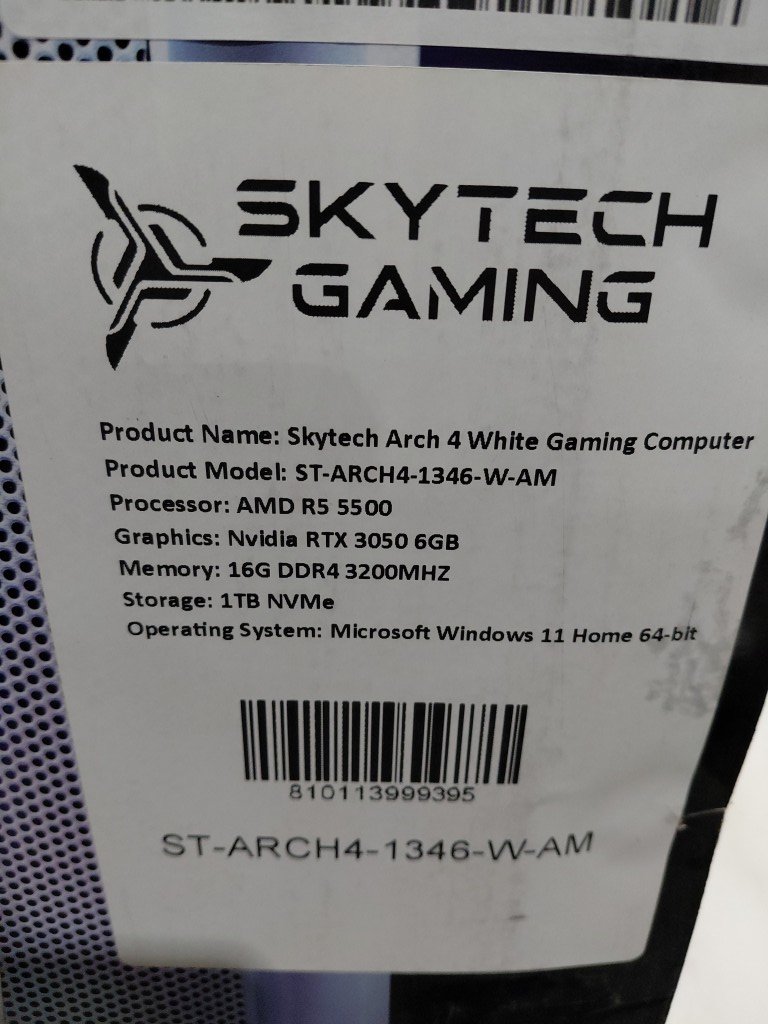 SKYTECH
GAMING
Product Name: Skytech Arch 4 White Gaming Computer
Product Model: ST-ARCH4-1346-W-AM
Processor: AMD R5 5500
Graphics: Nvidia RTX 3050 6GB
Memory: 16G DDR4 3200MHZ
Storage: 1TB NVMe
Operating System: Microsoft Windows 11 Home 64-bit
810113999395
ST-ARCH4-1346-W-AM